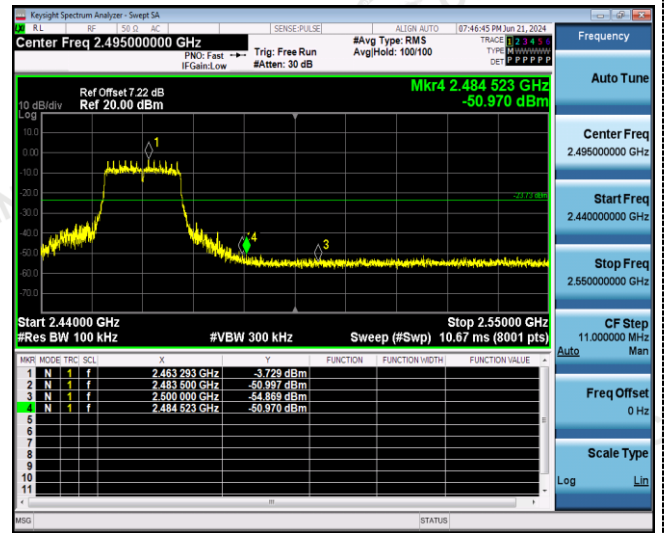 Keysight Spectrum Analyzer - Swept SA
RL RF 50 Ω AC SENSE:PULSE ALIGN AUTO 07:46:45 PM Jun 21, 2024
Center Freq 2.495000000 GHz
#Avg Type: RMS
TRACE 1 2 3 4 5 6
PNO: Fast Trig: Free Run Avg|Hold: 100/100 TYPE M WWWWW
IFGain:Low #Atten: 30 dB DET P P P P P P
Mkr4 2.484 523 GHz
-50.970 dBm
Ref Offset 7.22 dB
10 dB/div Ref 20.00 dBm
Log
10.0
0.00
-10.0
-20.0
-30.0
-40.0
-50.0
-60.0
-70.0
1
4
3
-23.73 dBm
Start 2.44000 GHz Stop 2.55000 GHz
#Res BW 100 kHz #VBW 300 kHz Sweep (#Swp) 10.67 ms (8001 pts)
MKR MODE TRC SCL X Y FUNCTION FUNCTION WIDTH FUNCTION VALUE
1 N 1 f 2.463 293 GHz -3.729 dBm
2 N 1 f 2.483 500 GHz -50.997 dBm
3 N 1 f 2.500 000 GHz -54.869 dBm
4 N 1 f 2.484 523 GHz -50.970 dBm
5
6
7
8
9
10
11
MSG STATUS
Frequency
Auto Tune
Center Freq
2.495000000 GHz
Start Freq
2.440000000 GHz
Stop Freq
2.550000000 GHz
CF Step
11.000000 MHz
Auto Man
Freq Offset
0 Hz
Scale Type
Log Lin